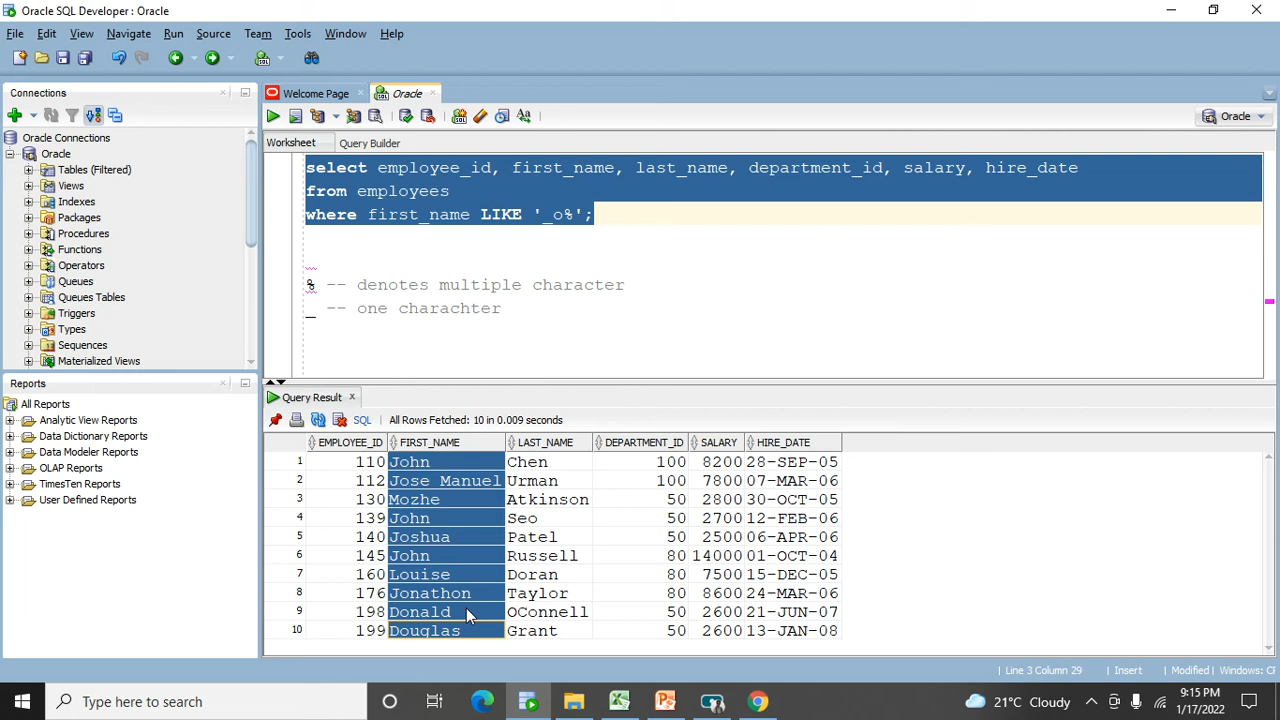 Oracle SQL Developer : Oracle
File Edit View Navigate Run Source Team Tools Window Help
Connections
Oracle Connections
Oracle
Tables (Filtered)
Views
Indexes
Packages
Procedures
Functions
Operators
Queues
Queues Tables
Triggers
Types
Sequences
Materialized Views
Reports
All Reports
Analytic View Reports
Data Dictionary Reports
Data Modeler Reports
OLAP Reports
TimesTen Reports
User Defined Reports
Welcome Page Oracle
Oracle
Worksheet Query Builder
select employee_id, first_name, last_name, department_id, salary, hire_date
from employees
where first_name LIKE '_o%';
% -- denotes multiple character
_ -- one charachter
Query Result
SQL All Rows Fetched: 10 in 0.009 seconds
EMPLOYEE_ID FIRST_NAME LAST_NAME DEPARTMENT_ID SALARY HIRE_DATE
1 110 John Chen 100 8200 28-SEP-05
2 112 Jose Manuel Urman 100 7800 07-MAR-06
3 130 Mozhe Atkinson 50 2800 30-OCT-05
4 139 John Seo 50 2700 12-FEB-06
5 140 Joshua Patel 50 2500 06-APR-06
6 145 John Russell 80 14000 01-OCT-04
7 160 Louise Doran 80 7500 15-DEC-05
8 176 Jonathon Taylor 80 8600 24-MAR-06
9 198 Donald OConnell 50 2600 21-JUN-07
10 199 Douglas Grant 50 2600 13-JAN-08
Line 3 Column 29 Insert Modified Windows: CF
Type here to search
21°C Cloudy
9:15 PM
1/17/2022